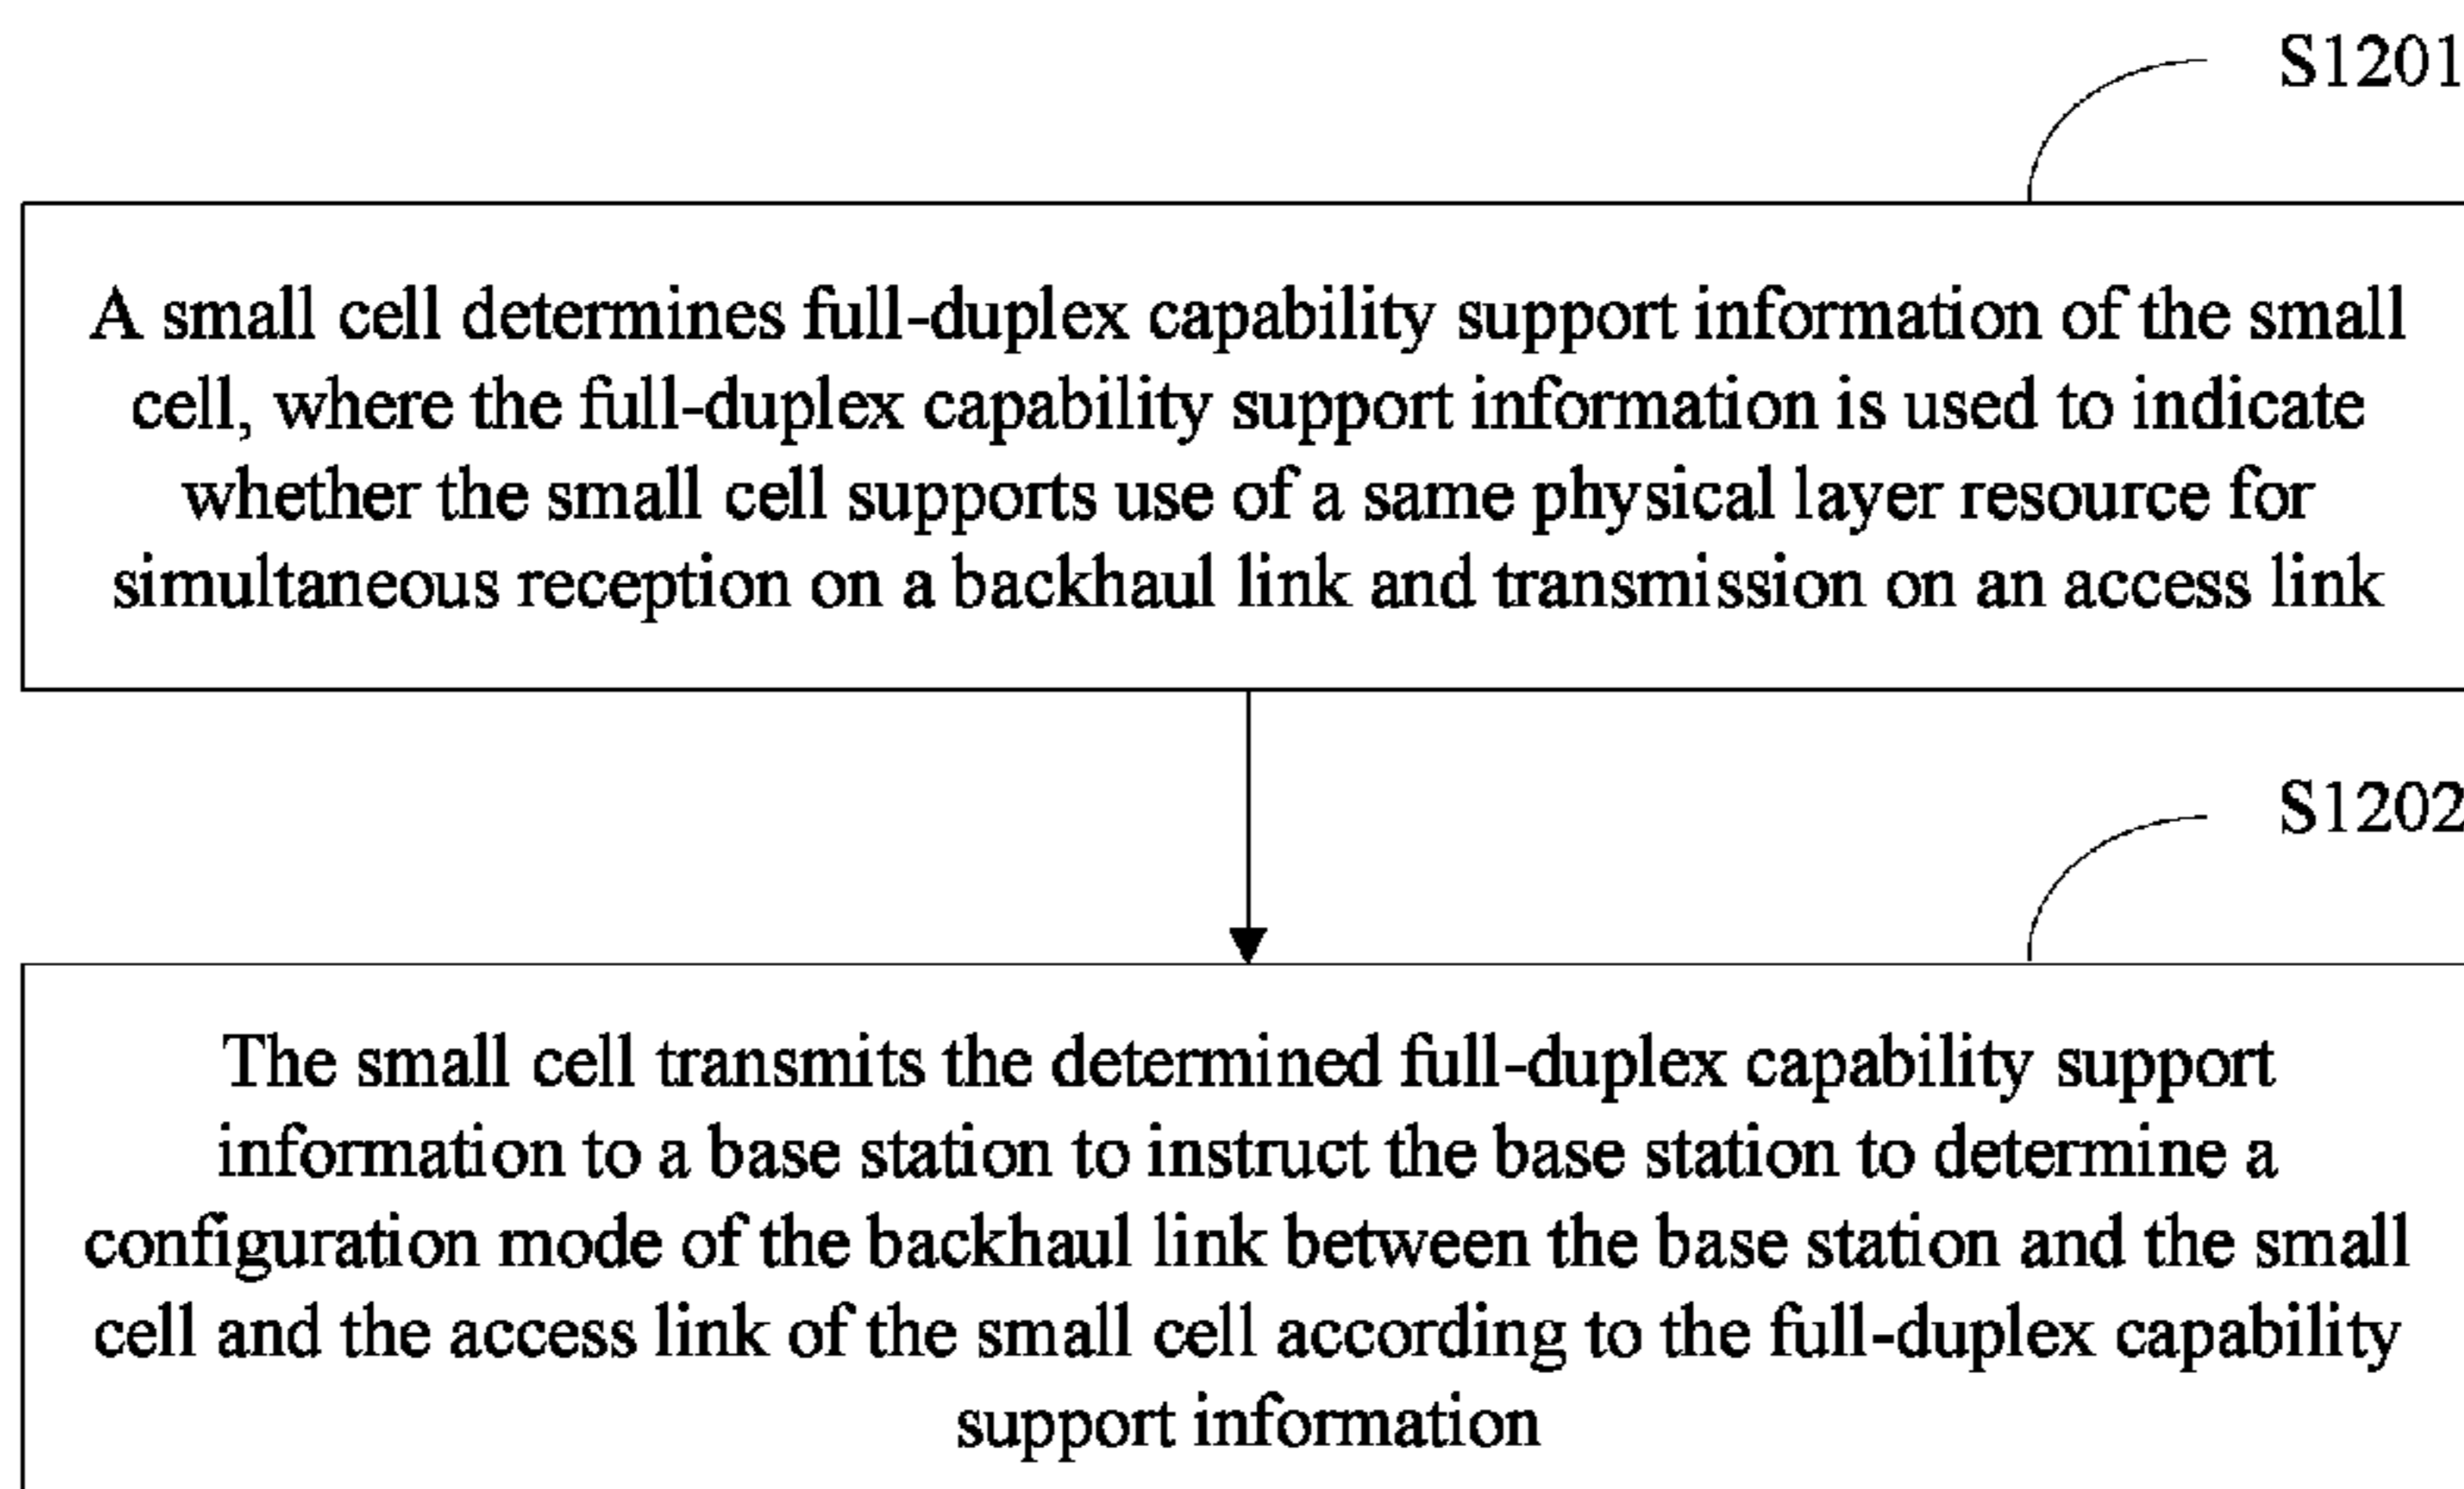 S1201
A small cell determines full-duplex capability support information of the small
cell, where the full-duplex capability support information is used to indicate
whether the small cell supports use of a same physical layer resource for
simultaneous reception on a backhaul link and transmission on an access link
S1202
The small cell transmits the determined full-duplex capability support
information to a base station to instruct the base station to determine a
configuration mode of the backhaul link between the base station and the small
cell and the access link of the small cell according to the full-duplex capability
support information